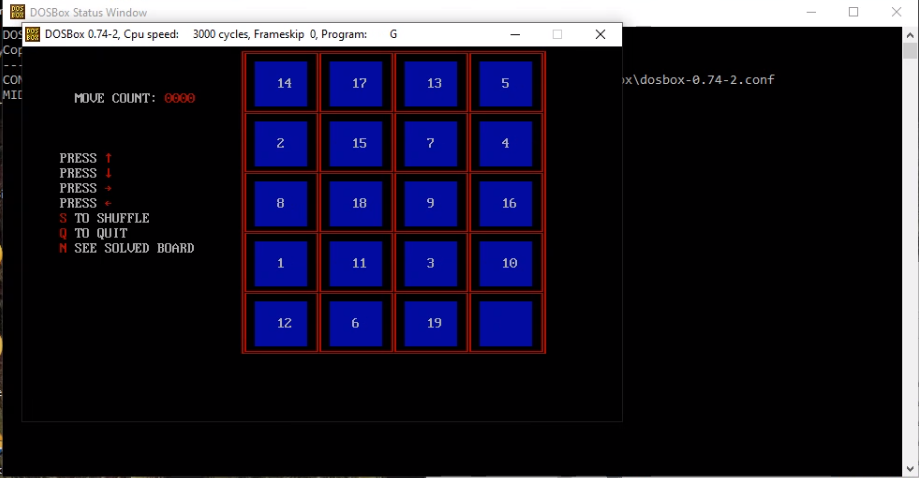 DOSBox Status Window
DOSBox 0.74-2, Cpu speed: 3000 cycles, Frameskip 0, Program: G
DOS
Cop
---
CON
ox\dosbox-0.74-2.conf
MID
MOVE COUNT: 0000
PRESS ↑
PRESS ↓
PRESS →
PRESS ←
S TO SHUFFLE
Q TO QUIT
N SEE SOLVED BOARD
14 17 13 5
2 15 7 4
8 18 9 16
1 11 3 10
12 6 19